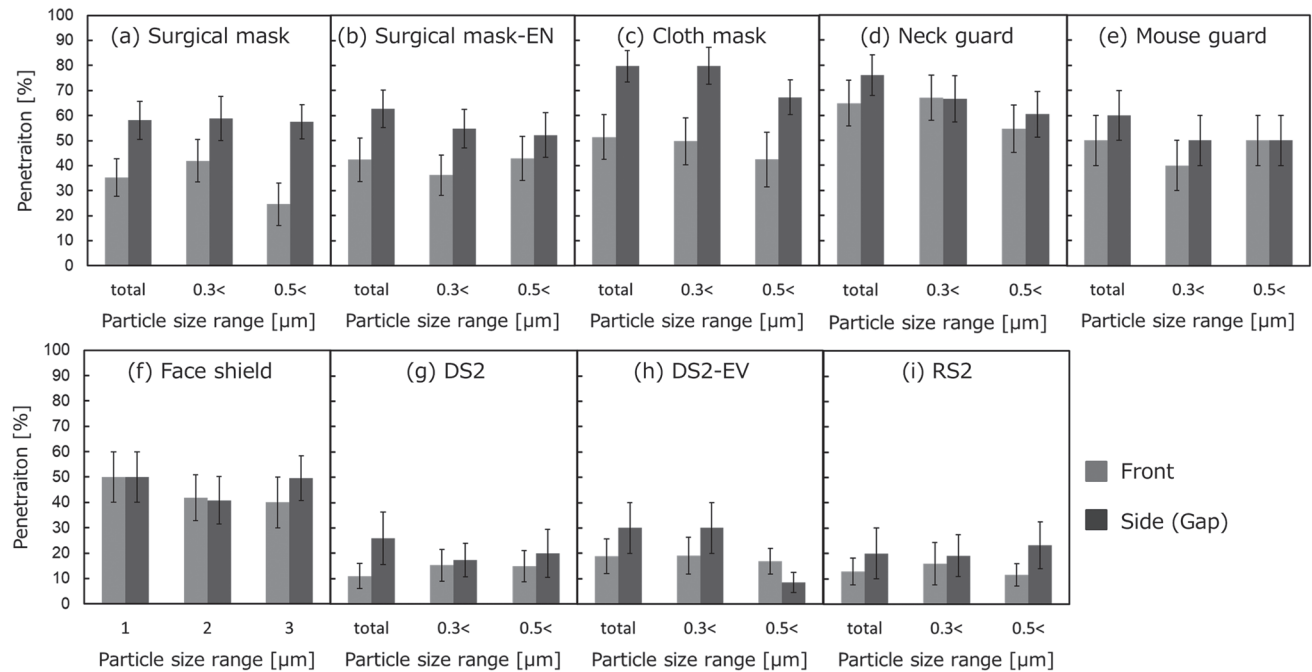 100
90
80
70
60
50
40
30
20
10
0
Penetraiton [%]
(a) Surgical mask
(b) Surgical mask-EN
(c) Cloth mask
(d) Neck guard
(e) Mouse guard
total 0.3< 0.5<
total 0.3< 0.5<
total 0.3< 0.5<
total 0.3< 0.5<
total 0.3< 0.5<
Particle size range [μm]
Particle size range [μm]
Particle size range [μm]
Particle size range [μm]
Particle size range [μm]
100
90
80
70
60
50
40
30
20
10
0
Penetraiton [%]
(f) Face shield
(g) DS2
(h) DS2-EV
(i) RS2
1 2 3
total 0.3< 0.5<
total 0.3< 0.5<
total 0.3< 0.5<
Particle size range [μm]
Particle size range [μm]
Particle size range [μm]
Particle size range [μm]
Front
Side (Gap)